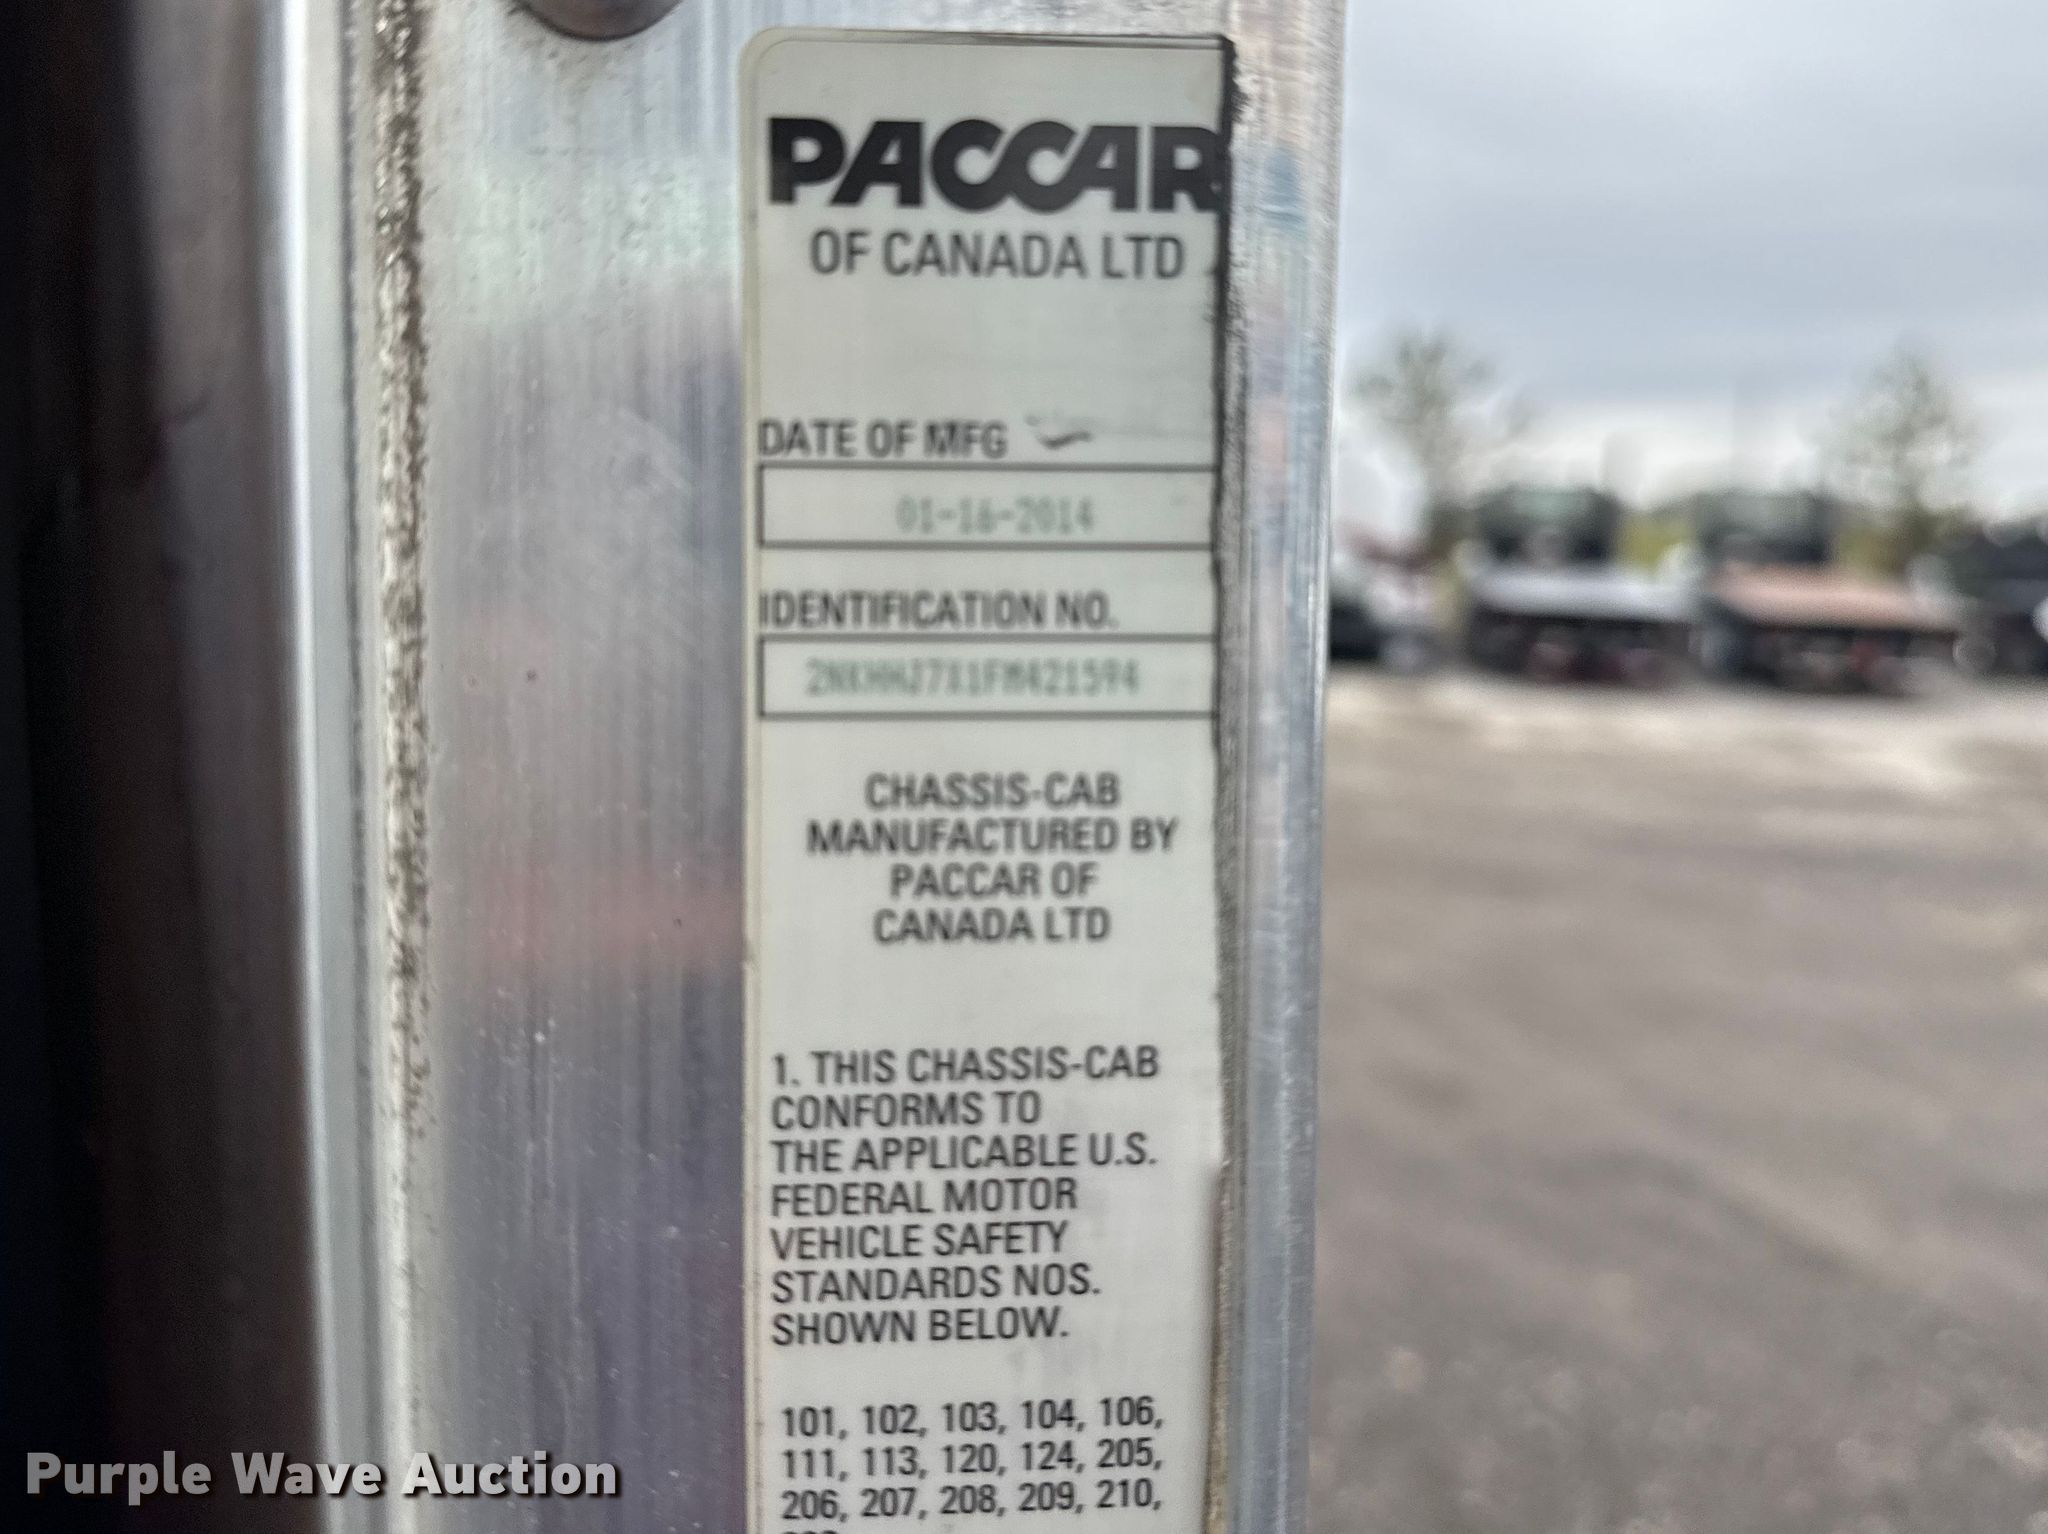 PACCAR
OF CANADA LTD
DATE OF MFG
01-16-2014
IDENTIFICATION NO.
2NKHHJ7X1FM421594
CHASSIS-CAB
MANUFACTURED BY
PACCAR OF
CANADA LTD
1. THIS CHASSIS-CAB
CONFORMS TO
THE APPLICABLE U.S.
FEDERAL MOTOR
VEHICLE SAFETY
STANDARDS NOS.
SHOWN BELOW.
101, 102, 103, 104, 106,
111, 113, 120, 124, 205,
206, 207, 208, 209, 210,
Purple Wave Auction